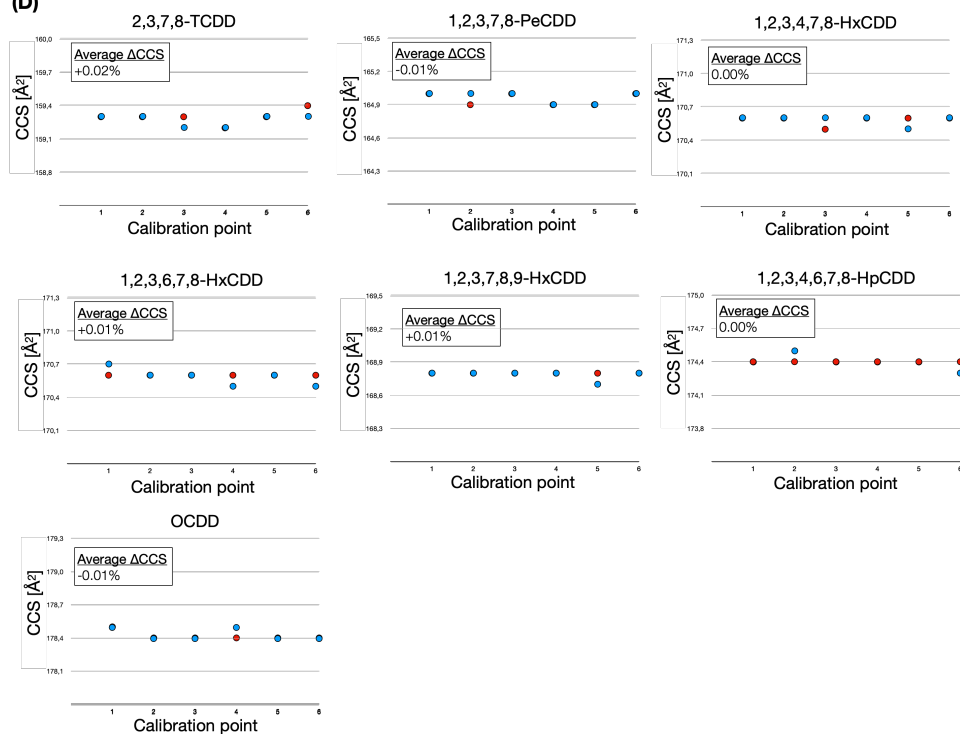 (D)
2,3,7,8-TCDD
160,0
159,7
159,4
159,1
158,8
CCS [Å²]
Average ΔCCS
+0.02%
1 2 3 4 5 6
Calibration point
1,2,3,7,8-PeCDD
165,5
165,2
164,9
164,6
164,3
CCS [Å²]
Average ΔCCS
-0.01%
1 2 3 4 5 6
Calibration point
1,2,3,4,7,8-HxCDD
171,3
171,0
170,7
170,4
170,1
CCS [Å²]
Average ΔCCS
0.00%
1 2 3 4 5 6
Calibration point
1,2,3,6,7,8-HxCDD
171,3
171,0
170,7
170,4
170,1
CCS [Å²]
Average ΔCCS
+0.01%
1 2 3 4 5 6
Calibration point
1,2,3,7,8,9-HxCDD
169,5
169,2
168,9
168,6
168,3
CCS [Å²]
Average ΔCCS
+0.01%
1 2 3 4 5 6
Calibration point
1,2,3,4,6,7,8-HpCDD
175,0
174,7
174,4
174,1
173,8
CCS [Å²]
Average ΔCCS
0.00%
1 2 3 4 5 6
Calibration point
OCDD
179,3
179,0
178,7
178,4
178,1
CCS [Å²]
Average ΔCCS
-0.01%
1 2 3 4 5 6
Calibration point